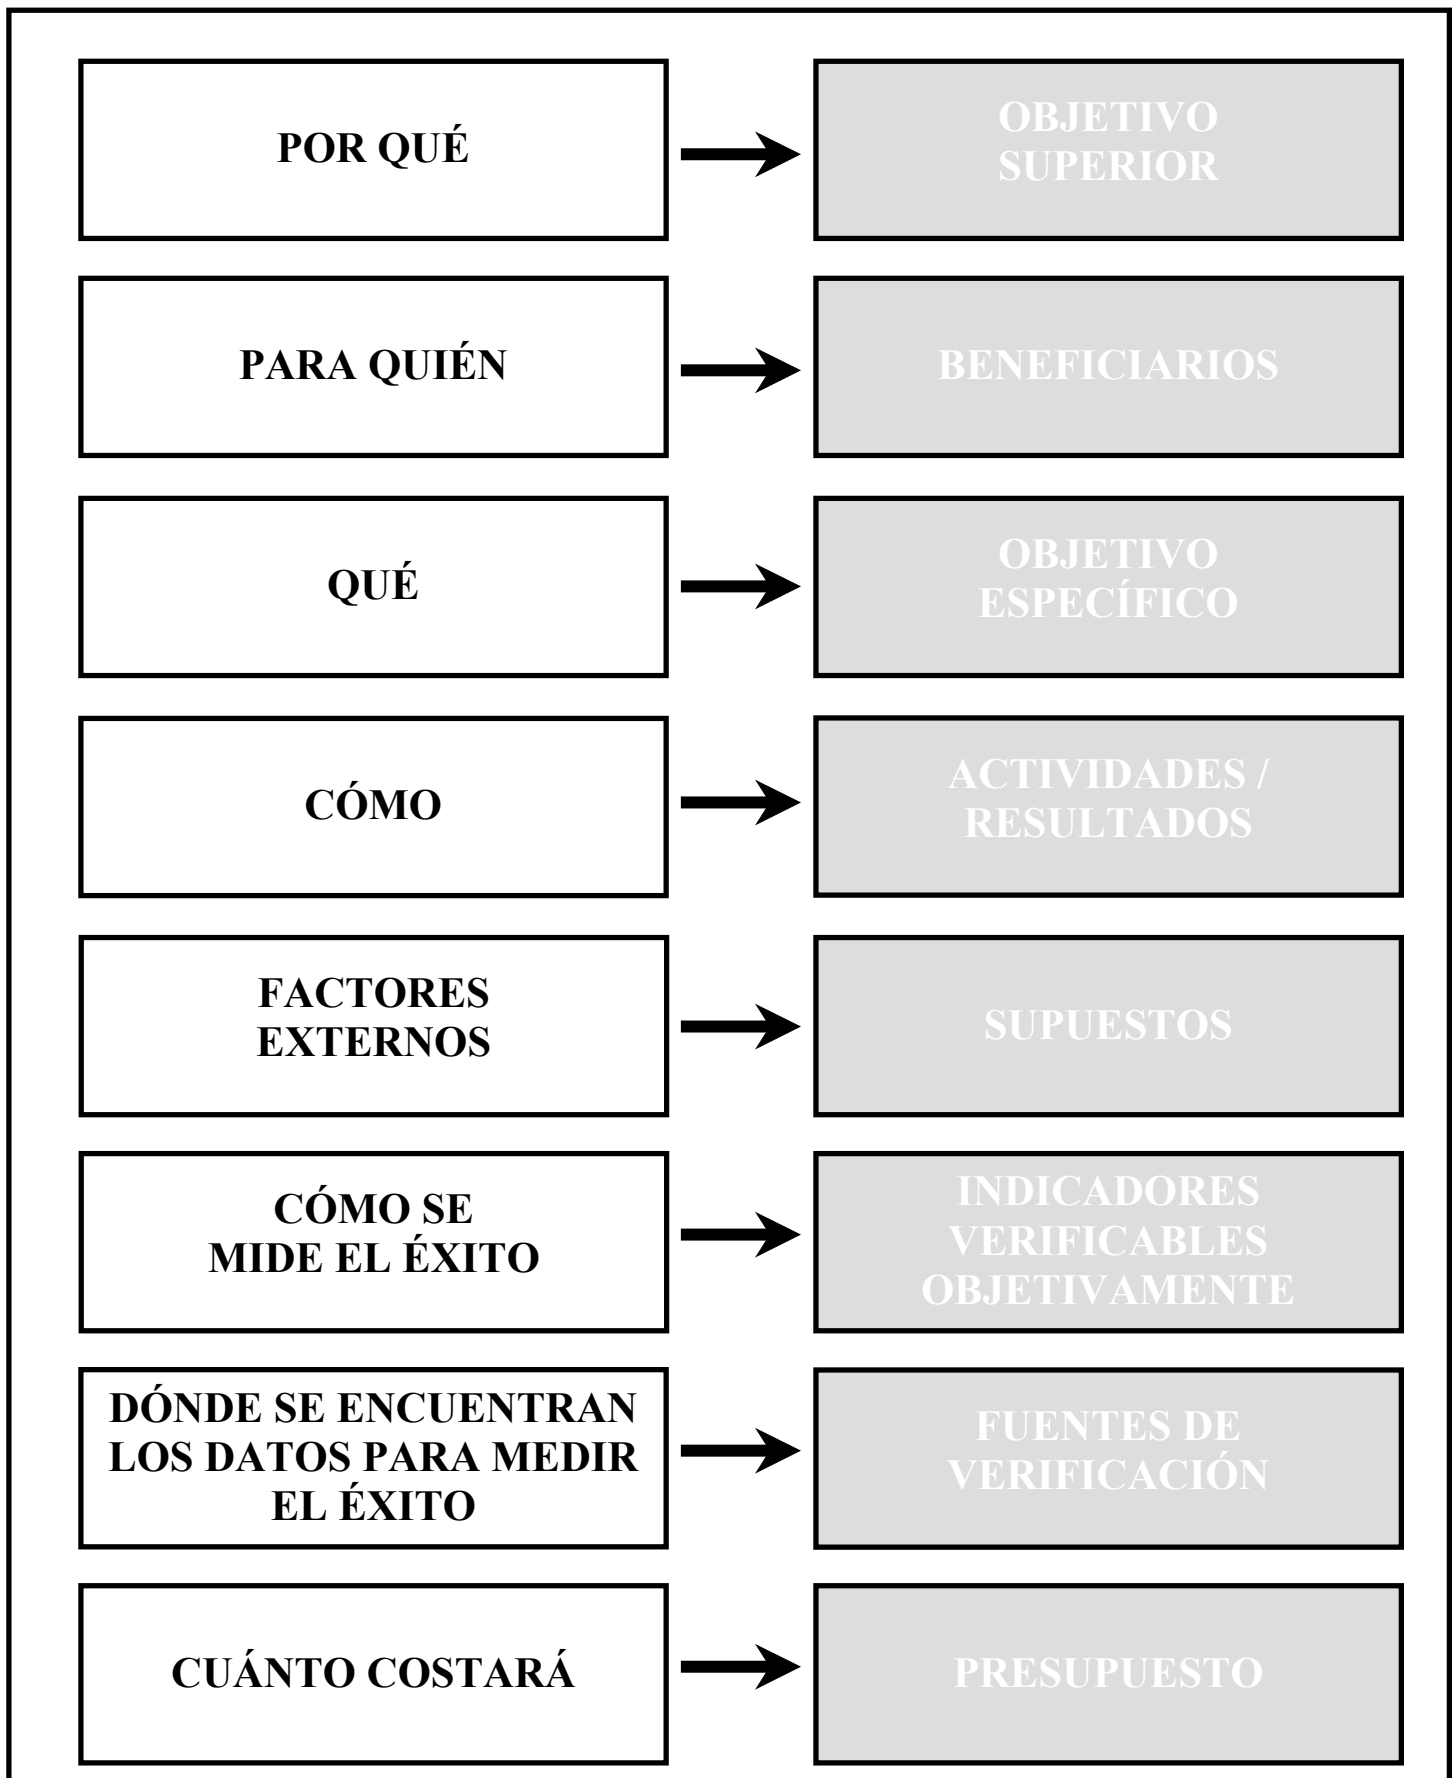 POR QUÉ
OBJETIVO
SUPERIOR
PARA QUIÉN
BENEFICIARIOS
QUÉ
OBJETIVO
ESPECÍFICO
CÓMO
ACTIVIDADES /
RESULTADOS
FACTORES
EXTERNOS
SUPUESTOS
CÓMO SE
MIDE EL ÉXITO
INDICADORES
VERIFICABLES
OBJETIVAMENTE
DÓNDE SE ENCUENTRAN
LOS DATOS PARA MEDIR
EL ÉXITO
FUENTES DE
VERIFICACIÓN
CUÁNTO COSTARÁ
PRESUPUESTO